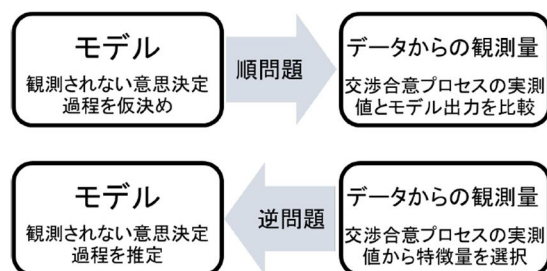 モデル
観測されない意思決定
過程を仮決め
順問題
データからの観測量
交渉合意プロセスの実測
値とモデル出力を比較
モデル
観測されない意思決定
過程を推定
逆問題
データからの観測量
交渉合意プロセスの実測
値から特徴量を選択